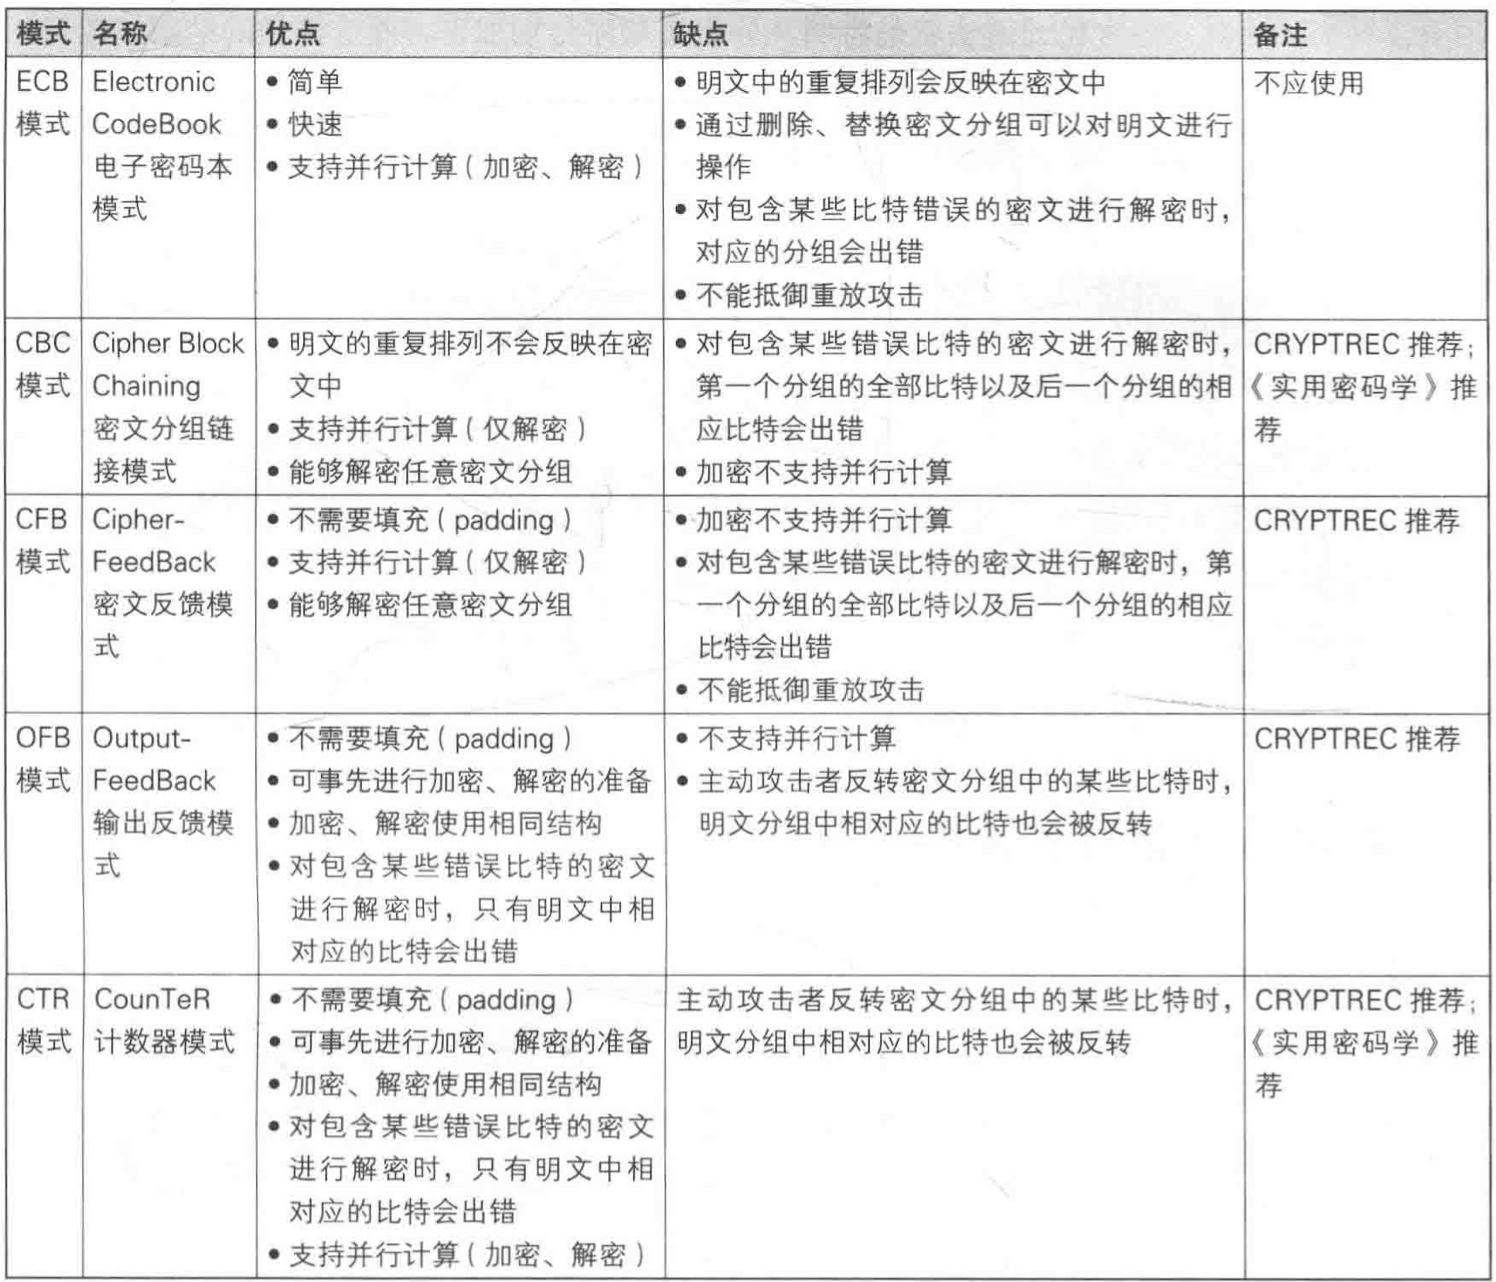 模式 名称 优点 缺点 备注
ECB模式
Electronic
CodeBook
电子密码本
模式
• 简单
• 快速
• 支持并行计算（加密、解密）
• 明文中的重复排列会反映在密文中
• 通过删除、替换密文分组可以对明文进行
操作
• 对包含某些比特错误的密文进行解密时，
对应的分组会出错
• 不能抵御重放攻击
不应使用
CBC
模式
Cipher Block
Chaining
密文分组链
接模式
• 明文的重复排列不会反映在密
文中
• 支持并行计算（仅解密）
• 能够解密任意密文分组
• 对包含某些错误比特的密文进行解密时，
第一个分组的全部比特以及后一个分组的相
应比特会出错
• 加密不支持并行计算
CRYPTREC 推荐；
《实用密码学》推
荐
CFB
模式
Cipher-
FeedBack
密文反馈模
式
• 不需要填充（padding）
• 支持并行计算（仅解密）
• 能够解密任意密文分组
• 加密不支持并行计算
• 对包含某些错误比特的密文进行解密时，第
一个分组的全部比特以及后一个分组的相应
比特会出错
• 不能抵御重放攻击
CRYPTREC 推荐
OFB
模式
Output-
FeedBack
输出反馈模
式
• 不需要填充（padding）
• 可事先进行加密、解密的准备
• 加密、解密使用相同结构
• 对包含某些错误比特的密文
进行解密时，只有明文中相
对应的比特会出错
• 不支持并行计算
• 主动攻击者反转密文分组中的某些比特时，
明文分组中相对应的比特也会被反转
CRYPTREC 推荐
CTR
模式
CounTeR
计数器模式
• 不需要填充（padding）
• 可事先进行加密、解密的准备
• 加密、解密使用相同结构
• 对包含某些错误比特的密文
进行解密时，只有明文中相
对应的比特会出错
• 支持并行计算（加密、解密）
主动攻击者反转密文分组中的某些比特时，
明文分组中相对应的比特也会被反转
CRYPTREC 推荐；
《实用密码学》推
荐